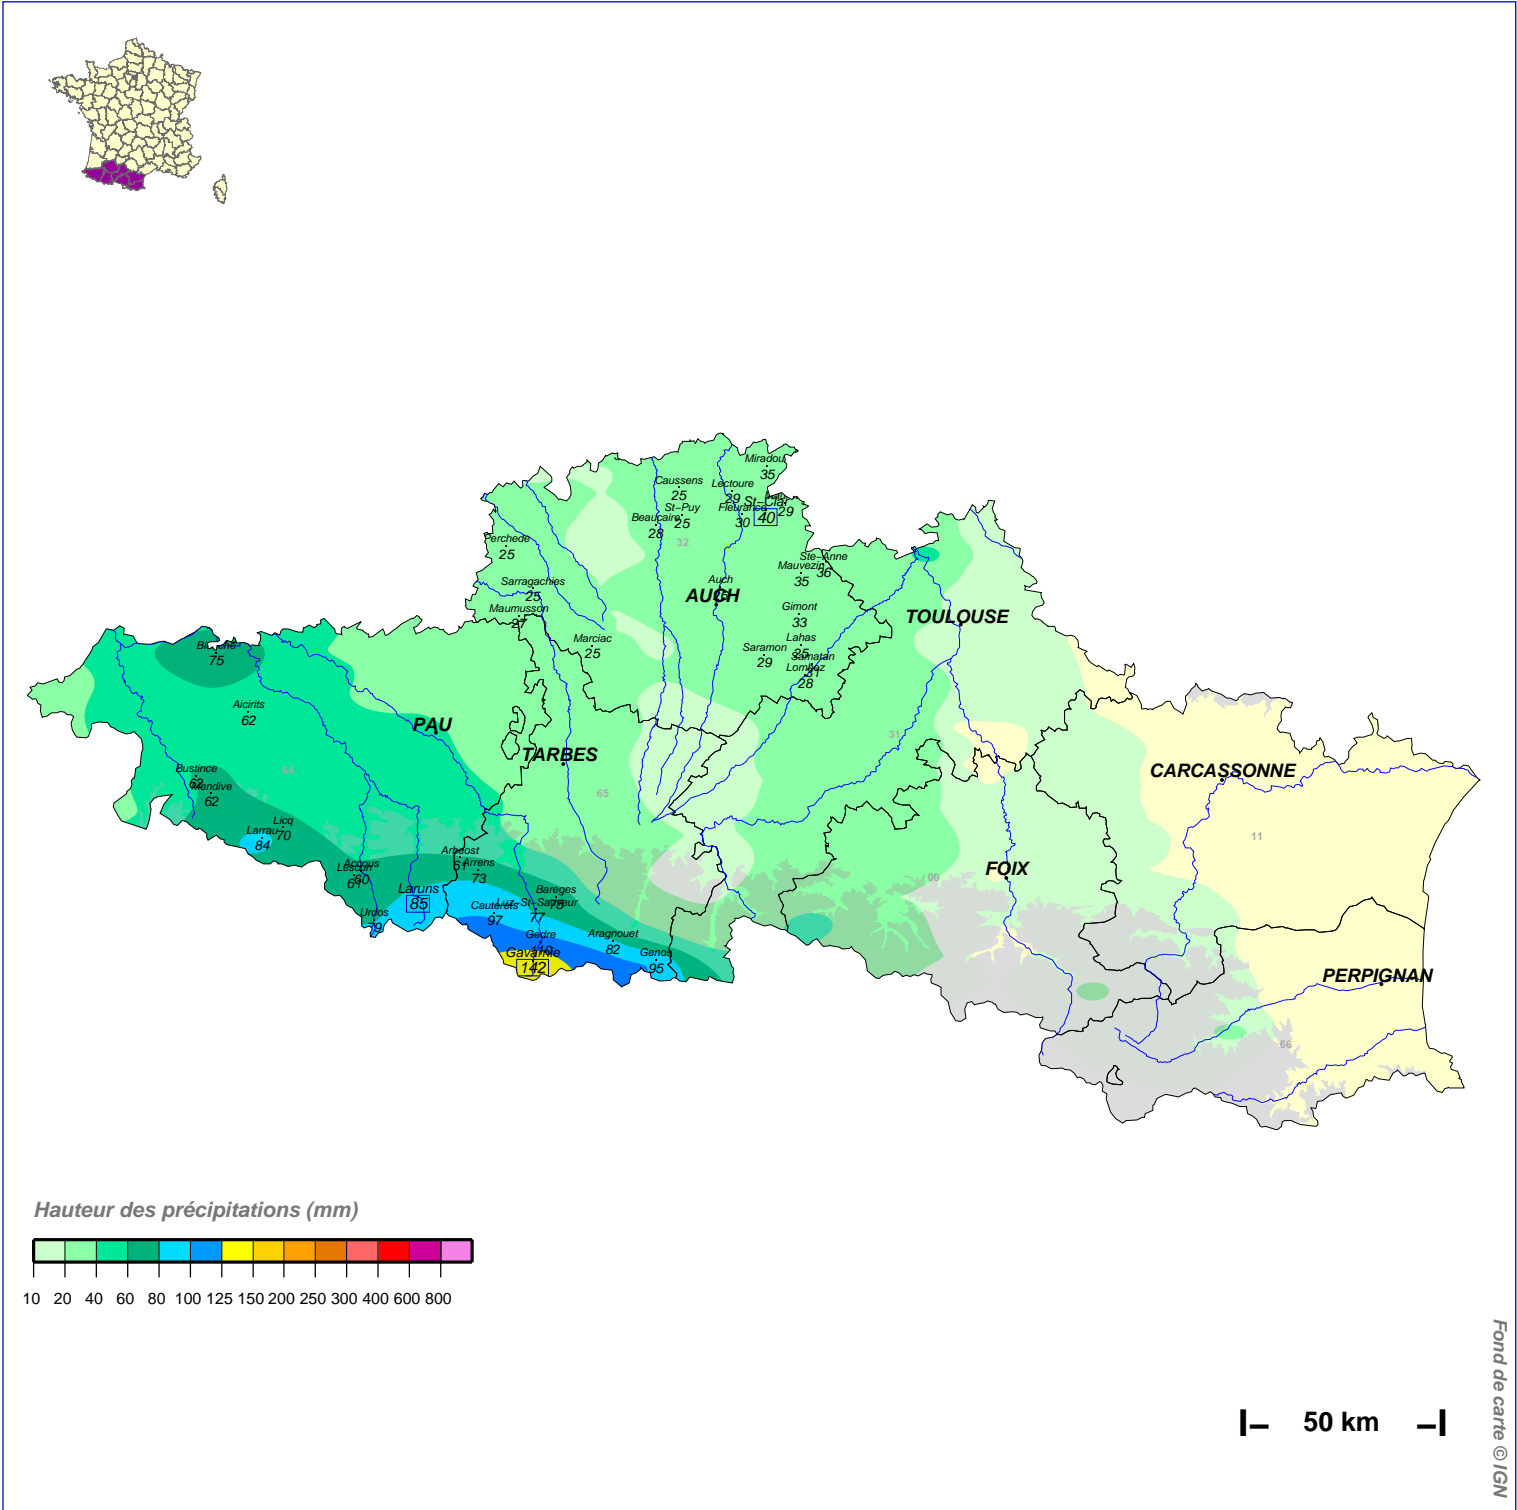 Miradou
35
Caussens
25
Lectoure
29
St-Clar
40
29
St-Puy
25
Fleurance
30
Beaucaire
28
32
Perchede
25
Ste-Anne
36
Mauvezin
35
Sarragachies
25
Auch
AUCH
Maumusson
27
Gimont
33
TOULOUSE
Marciac
25
Lahas
25
Saramon
29
Samatan
31
Lombez
28
75
Aicirits
62
PAU
TARBES
31
64
65
Bustince
62
Mendive
62
CARCASSONNE
11
Licq
70
Larrau
84
Arbeost
61
Arrens
73
Accous
60
Lescun
61
FOIX
09
Laruns
85
Bareges
75
Luz-St-Sauveur
77
Cauterets
97
Urdos
79
Gedre
Aragnouet
82
Gavarnie
142
Genos
95
PERPIGNAN
66
Hauteur des précipitations (mm)
10 20 40 60 80 100 125 150 200 250 300 400 600 800
50 km
Fond de carte © IGN